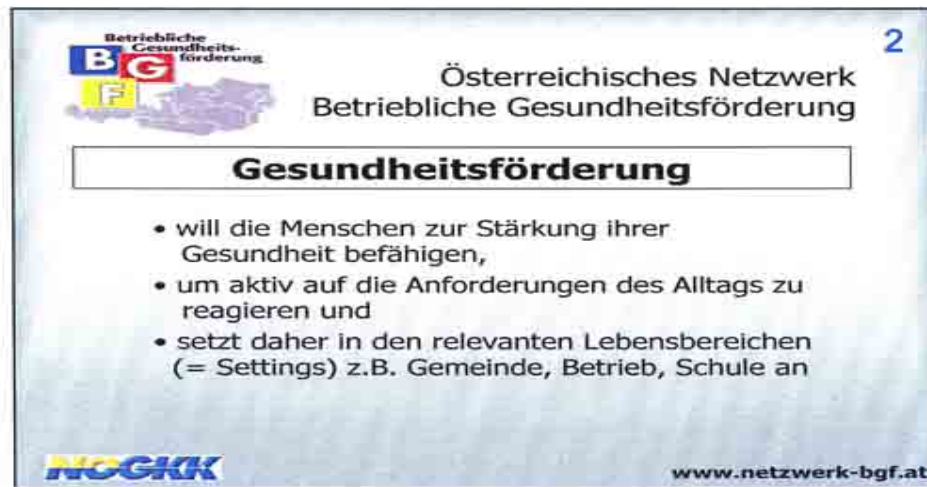 Betriebliche
Gesundheits-
förderung
B G
F
2
Österreichisches Netzwerk
Betriebliche Gesundheitsförderung
Gesundheitsförderung
• will die Menschen zur Stärkung ihrer
Gesundheit befähigen,
• um aktiv auf die Anforderungen des Alltags zu
reagieren und
• setzt daher in den relevanten Lebensbereichen
(= Settings) z.B. Gemeinde, Betrieb, Schule an
NÖGKK
www.netzwerk-bgf.at